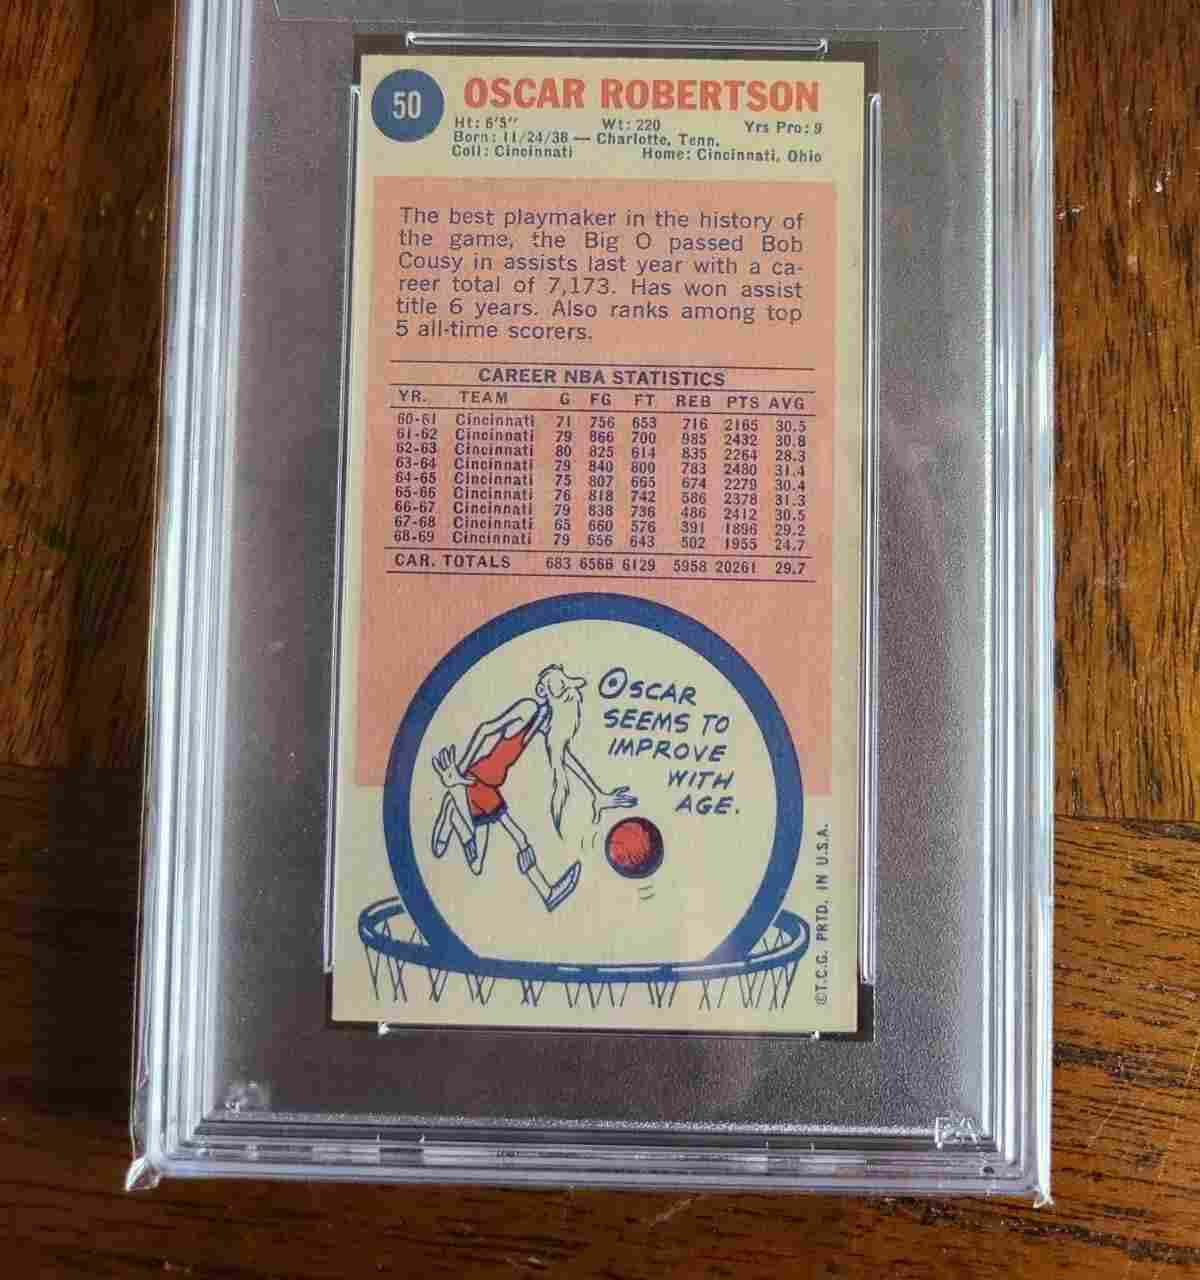 50
OSCAR ROBERTSON
Ht: 6'5" Wt: 220 Yrs Pro: 9
Born: 11/24/38 — Charlotte, Tenn.
Coll: Cincinnati Home: Cincinnati, Ohio
The best playmaker in the history of
the game, the Big O passed Bob
Cousy in assists last year with a ca-
reer total of 7,173. Has won assist
title 6 years. Also ranks among top
5 all-time scorers.
CAREER NBA STATISTICS
YR. TEAM G FG FT REB PTS AVG
60-61 Cincinnati 71 756 653 716 2165 30.5
61-62 Cincinnati 79 866 700 985 2432 30.8
62-63 Cincinnati 80 825 614 835 2264 28.3
63-64 Cincinnati 79 840 800 783 2480 31.4
64-65 Cincinnati 75 807 665 674 2279 30.4
65-66 Cincinnati 76 818 742 586 2378 31.3
66-67 Cincinnati 79 838 736 486 2412 30.5
67-68 Cincinnati 65 660 576 391 1896 29.2
68-69 Cincinnati 79 656 643 502 1955 24.7
CAR. TOTALS 683 6566 6129 5958 20261 29.7
OSCAR
SEEMS TO
IMPROVE
WITH
AGE.
©T.C.G. PRTD. IN U.S.A.
PSA